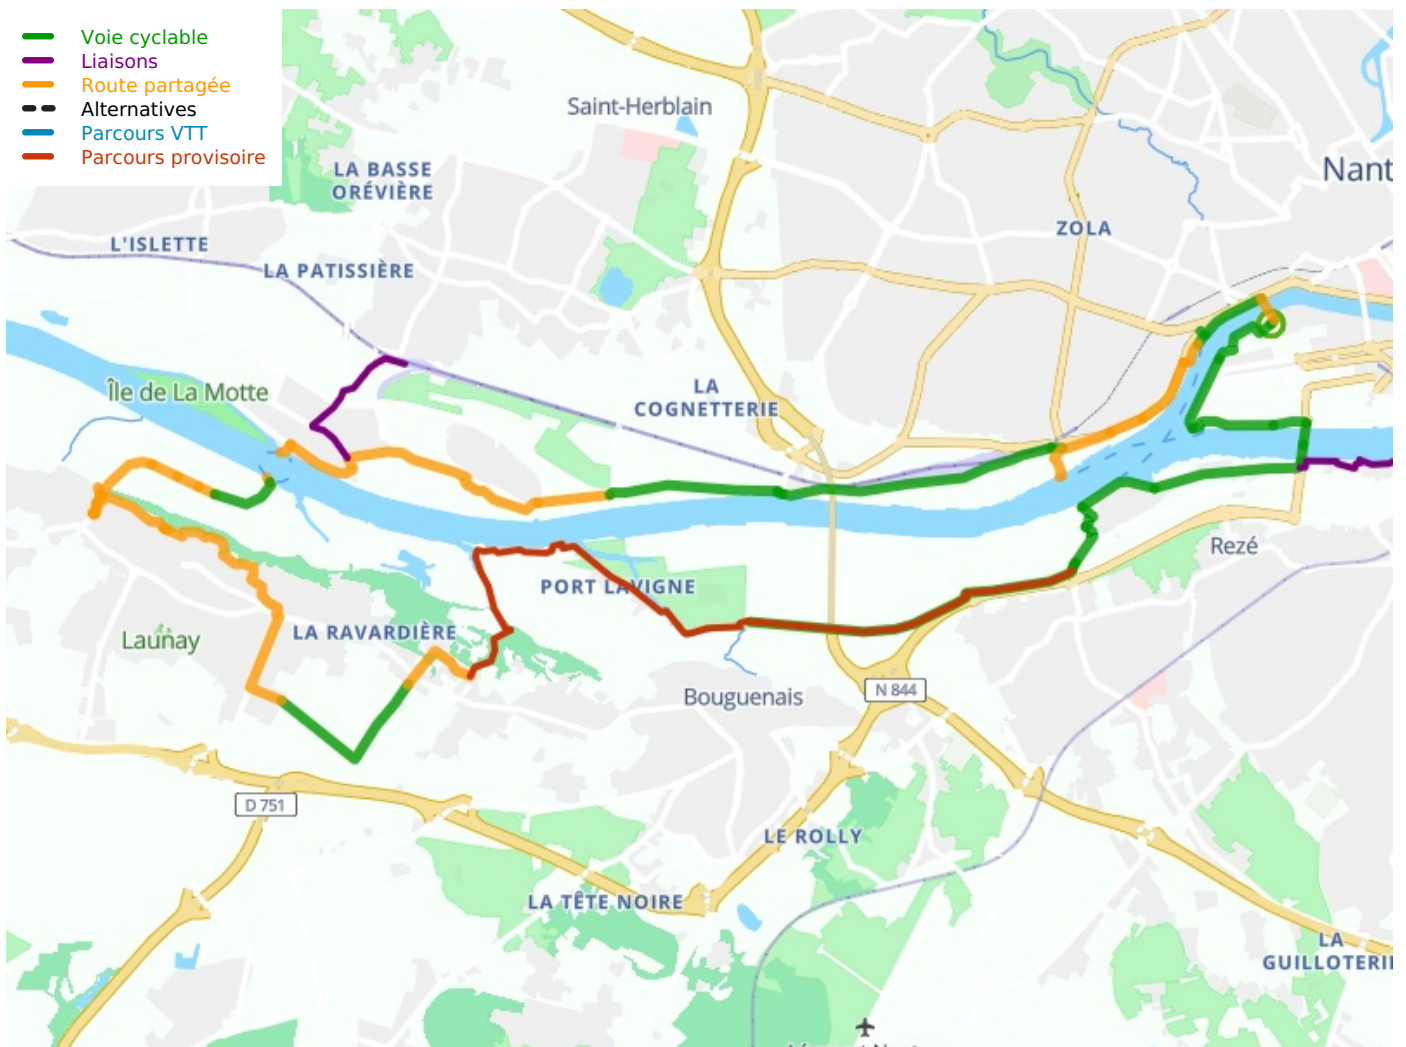 Voie cyclable
Liaisons
Route partagée
Alternatives
Parcours VTT
Parcours provisoire
Saint-Herblain
LA BASSE
ORÉVIÈRE
Nant
ZOLA
L'ISLETTE
LA PATISSIÈRE
Île de La Motte
LA
COGNETTERIE
Rezé
PORT LAVIGNE
LA RAVARDIÈRE
Launay
Bouguenais
N 844
D 751
LE ROLLY
LA TÊTE NOIRE
LA
GUILLOTERI